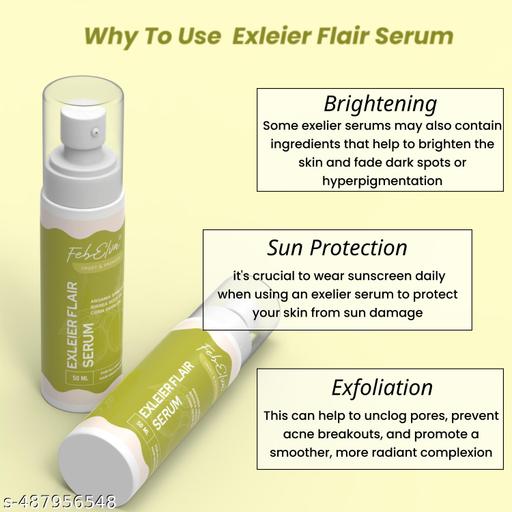 Why To Use Exleier Flair Serum
Brightening
Some exelier serums may also contain
ingredients that help to brighten the
skin and fade dark spots or
hyperpigmentation
Sun Protection
it's crucial to wear sunscreen daily
when using an exelier serum to protect
your skin from sun damage
Exfoliation
This can help to unclog pores, prevent
acne breakouts, and promote a
smoother, more radiant complexion
FebElin
EXLEIER FLAIR
SERUM
50 ML
FebElin
EXLEIER FLAIR
SERUM
50 ML
s-487956548